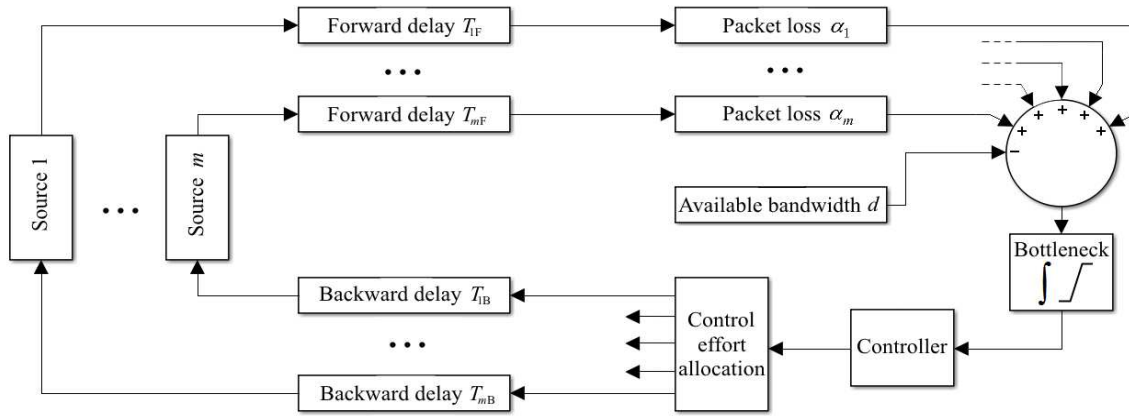 Forward delay T1F
Packet loss α1
Forward delay TmF
Packet loss αm
+ + + + +
−
Source 1
Source m
Available bandwidth d
Bottleneck
∫
Backward delay T1B
Control
effort
allocation
Controller
Backward delay TmB